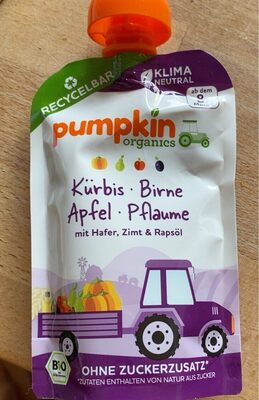 RECYCELBAR
KLIMA
NEUTRAL
ab dem
pumpkin
organics
Kürbis · Birne
Apfel · Pflaume
mit Hafer, Zimt & Rapsöl
BIO
OHNE ZUCKERZUSATZ*
*ZUTATEN ENTHALTEN VON NATUR AUS ZUCKER